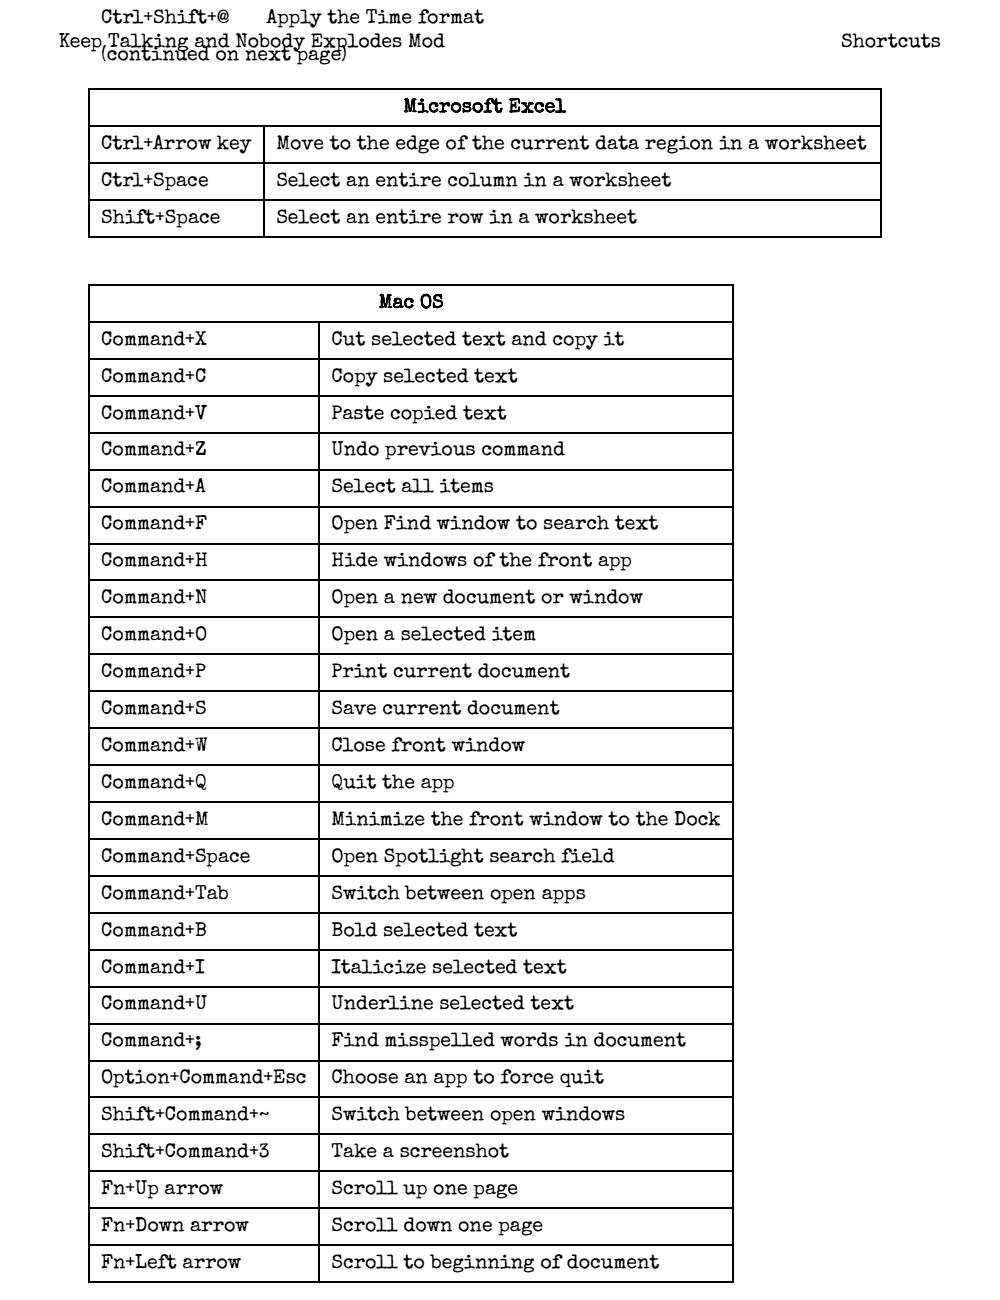 Ctrl+Shift+@ Apply the Time format
Keep Talking and Nobody Explodes Mod Shortcuts
(continued on next page)
Microsoft Excel
Ctrl+Arrow key Move to the edge of the current data region in a worksheet
Ctrl+Space Select an entire column in a worksheet
Shift+Space Select an entire row in a worksheet
Mac OS
Command+X Cut selected text and copy it
Command+C Copy selected text
Command+V Paste copied text
Command+Z Undo previous command
Command+A Select all items
Command+F Open Find window to search text
Command+H Hide windows of the front app
Command+N Open a new document or window
Command+O Open a selected item
Command+P Print current document
Command+S Save current document
Command+W Close front window
Command+Q Quit the app
Command+M Minimize the front window to the Dock
Command+Space Open Spotlight search field
Command+Tab Switch between open apps
Command+B Bold selected text
Command+I Italicize selected text
Command+U Underline selected text
Command+; Find misspelled words in document
Option+Command+Esc Choose an app to force quit
Shift+Command+~ Switch between open windows
Shift+Command+3 Take a screenshot
Fn+Up arrow Scroll up one page
Fn+Down arrow Scroll down one page
Fn+Left arrow Scroll to beginning of document